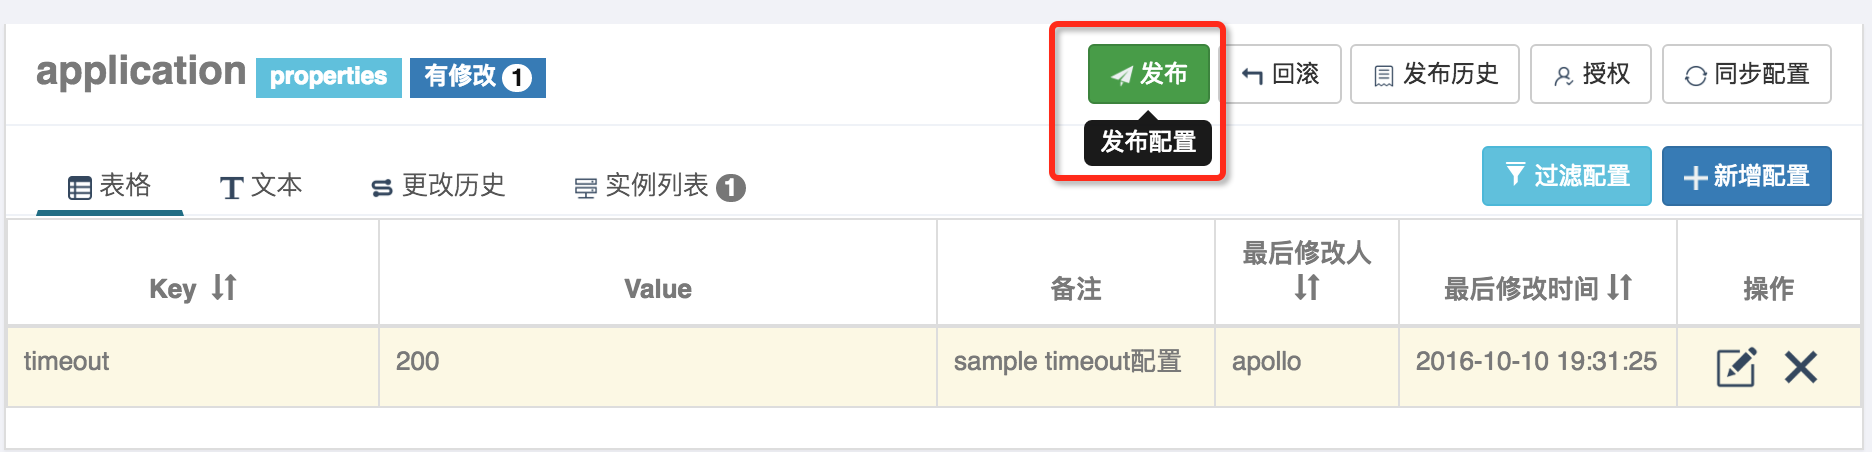 application properties 有修改 1 发布 回滚 发布历史 授权 同步配置
发布配置
表格 文本 更改历史 实例列表 1 过滤配置 新增配置
Key Value 备注 最后修改人 最后修改时间 操作
timeout 200 sample timeout配置 apollo 2016-10-10 19:31:25